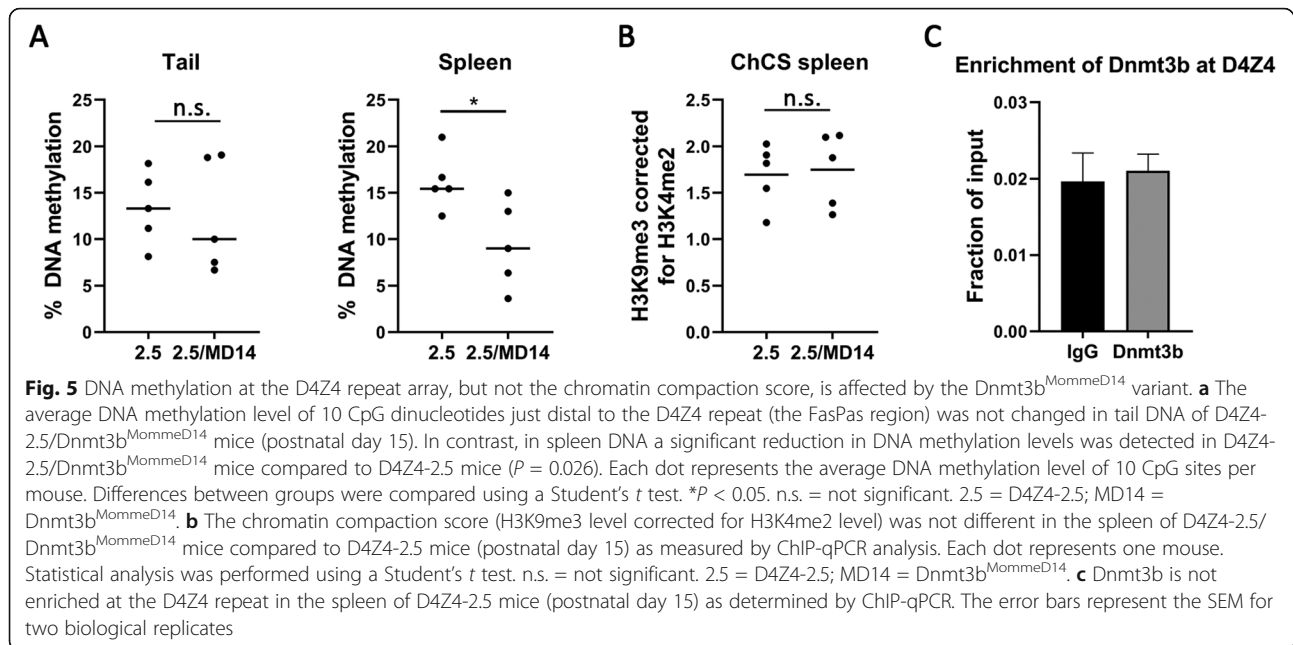 A
B
C
Tail
Spleen
ChCS spleen
Enrichment of Dnmt3b at D4Z4
% DNA methylation
25
20
15
10
5
0
n.s.
2.5 2.5/MD14
% DNA methylation
25
20
15
10
5
0
*
2.5 2.5/MD14
H3K9me3 corrected
for H3K4me2
2.5
2.0
1.5
1.0
0.5
0.0
n.s.
2.5 2.5/MD14
Fraction of input
0.03
0.02
0.01
0.00
IgG Dnmt3b
Fig. 5 DNA methylation at the D4Z4 repeat array, but not the chromatin compaction score, is affected by the Dnmt3b^MommeD14 variant. a The
average DNA methylation level of 10 CpG dinucleotides just distal to the D4Z4 repeat (the FasPas region) was not changed in tail DNA of D4Z4-
2.5/Dnmt3b^MommeD14 mice (postnatal day 15). In contrast, in spleen DNA a significant reduction in DNA methylation levels was detected in D4Z4-
2.5/Dnmt3b^MommeD14 mice compared to D4Z4-2.5 mice (P = 0.026). Each dot represents the average DNA methylation level of 10 CpG sites per
mouse. Differences between groups were compared using a Student's t test. *P < 0.05. n.s. = not significant. 2.5 = D4Z4-2.5; MD14 =
Dnmt3b^MommeD14. b The chromatin compaction score (H3K9me3 level corrected for H3K4me2 level) was not different in the spleen of D4Z4-2.5/
Dnmt3b^MommeD14 mice compared to D4Z4-2.5 mice (postnatal day 15) as measured by ChIP-qPCR analysis. Each dot represents one mouse.
Statistical analysis was performed using a Student's t test. n.s. = not significant. 2.5 = D4Z4-2.5; MD14 = Dnmt3b^MommeD14. c Dnmt3b is not
enriched at the D4Z4 repeat in the spleen of D4Z4-2.5 mice (postnatal day 15) as determined by ChIP-qPCR. The error bars represent the SEM for
two biological replicates